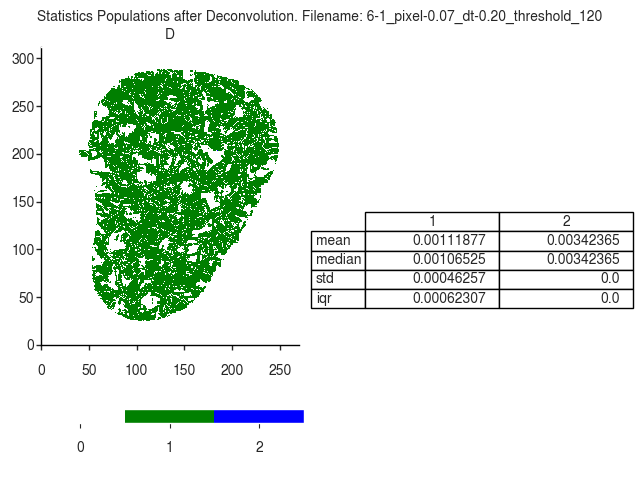 Statistics Populations after Deconvolution. Filename: 6-1_pixel-0.07_dt-0.20_threshold_120
D
300
250
200
150
100
50
0
0 50 100 150 200 250
1 2
mean 0.00111877 0.00342365
median 0.00106525 0.00342365
std 0.00046257 0.0
iqr 0.00062307 0.0
0 1 2